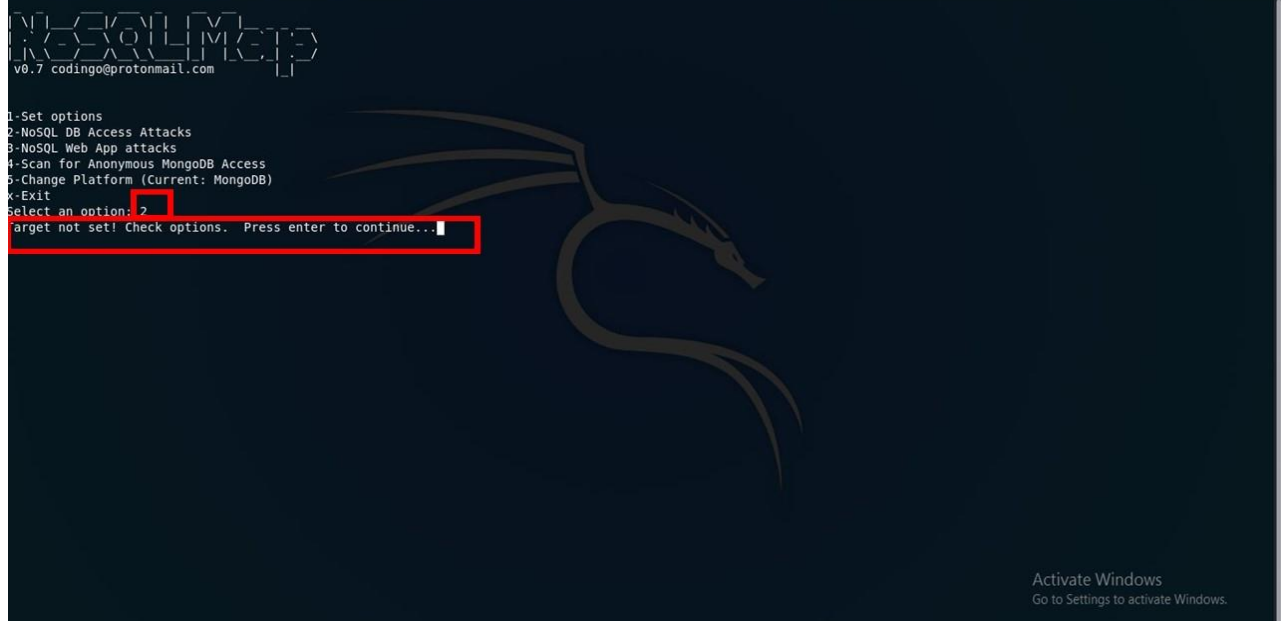 NoSQLMap
v0.7 codingo@protonmail.com
1-Set options
2-NoSQL DB Access Attacks
3-NoSQL Web App attacks
4-Scan for Anonymous MongoDB Access
5-Change Platform (Current: MongoDB)
x-Exit
Select an option: 2
Target not set! Check options. Press enter to continue...
Activate Windows
Go to Settings to activate Windows.